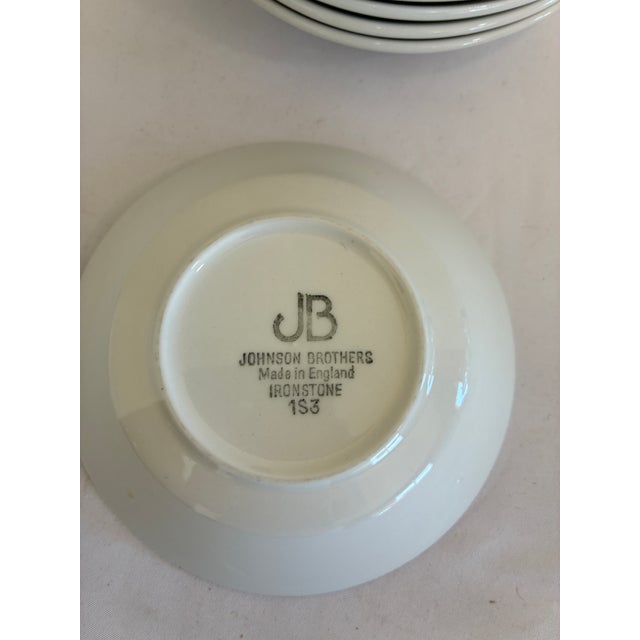 JB
JOHNSON BROTHERS
Made in England
IRONSTONE
1S3